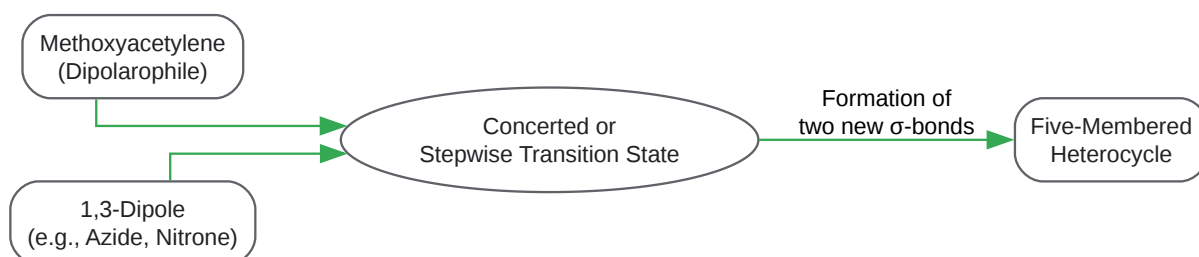 Methoxyacetylene
(Dipolarophile)
1,3-Dipole
(e.g., Azide, Nitrone)
Concerted or
Stepwise Transition State
Formation of
two new σ-bonds
Five-Membered
Heterocycle